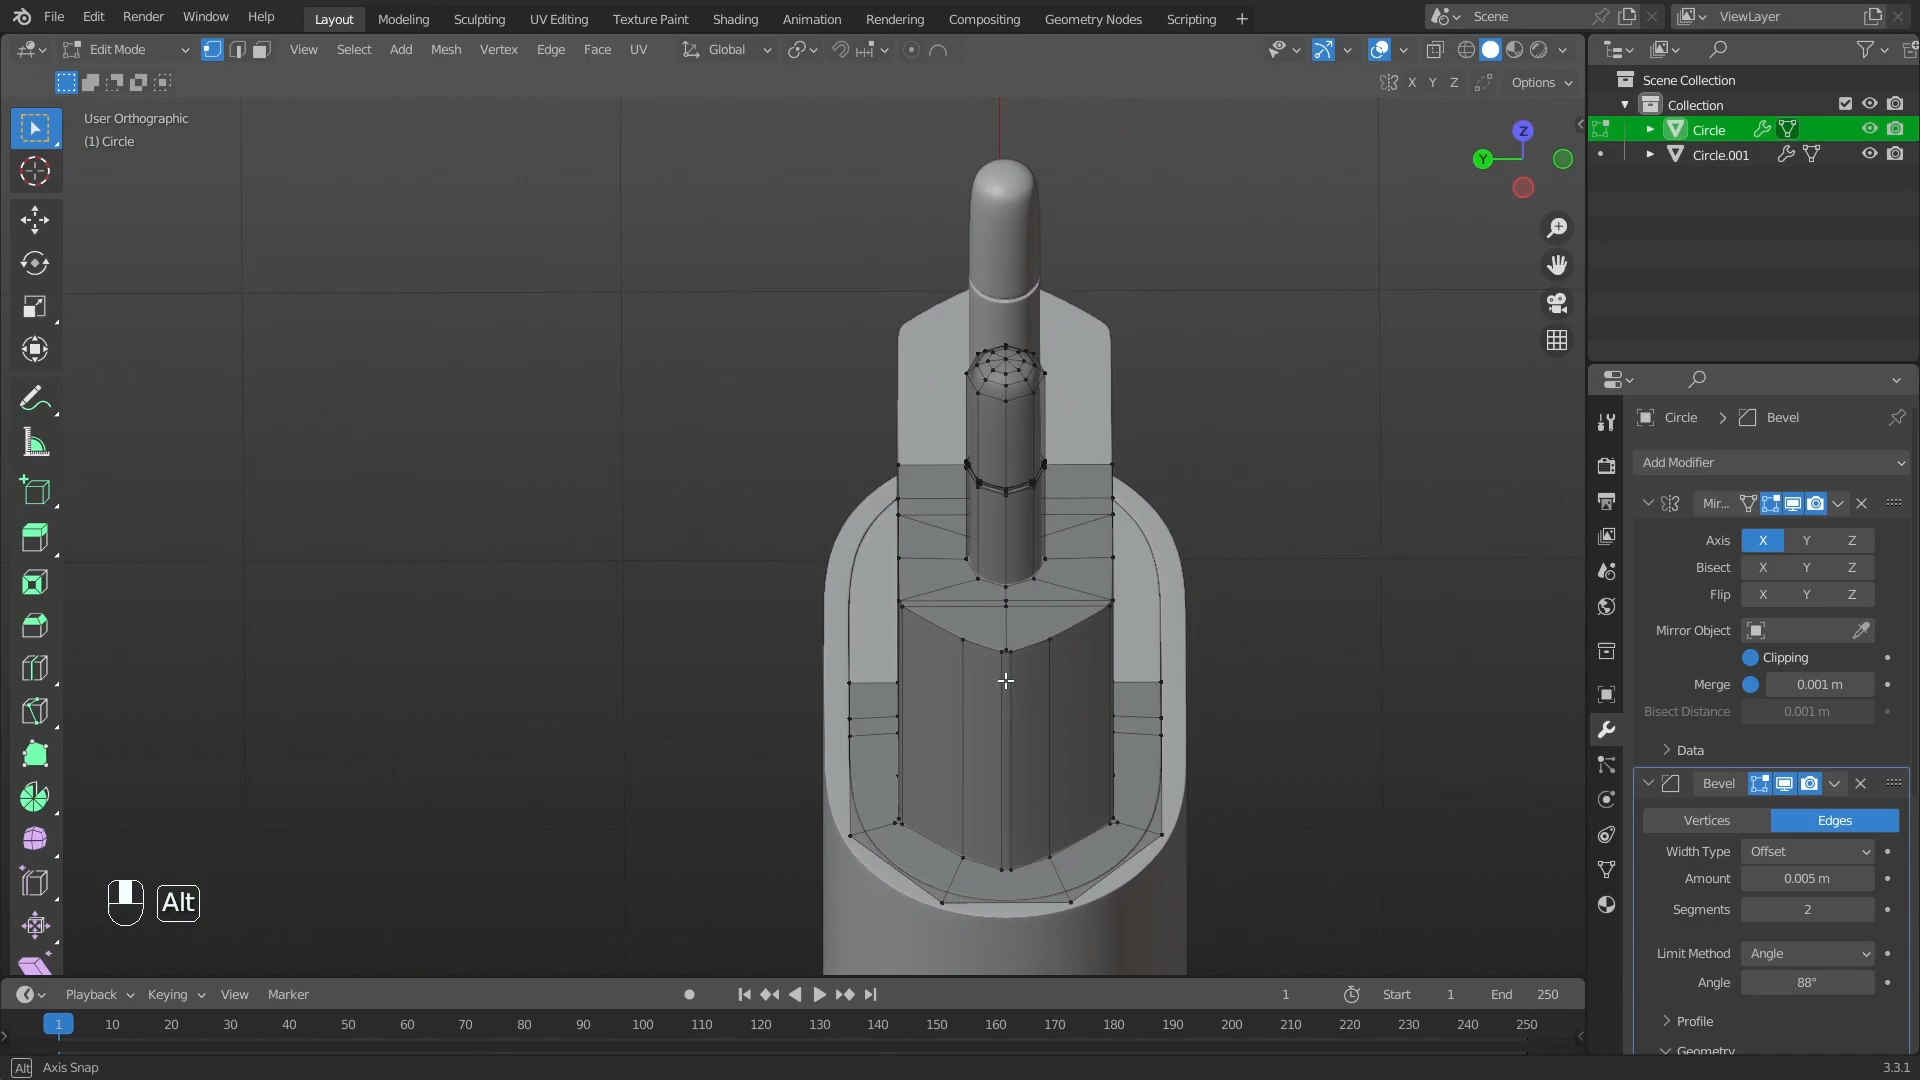 File Edit Render Window Help Layout Modeling Sculpting UV Editing Texture Paint Shading Animation Rendering Compositing Geometry Nodes Scripting + Scene ViewLayer
Edit Mode View Select Add Mesh Vertex Edge Face UV Global
X Y Z Options
User Orthographic
(1) Circle
Z
Y
Alt
Scene Collection
Collection
Circle
Circle.001
Circle Bevel
Add Modifier
Mir...
Axis X Y Z
Bisect X Y Z
Flip X Y Z
Mirror Object
Clipping
Merge 0.001 m
Bisect Distance 0.001 m
Data
Bevel
Vertices Edges
Width Type Offset
Amount 0.005 m
Segments 2
Limit Method Angle
Angle 88°
Profile
Geometry
Playback Keying View Marker 1 Start 1 End 250
1 10 20 30 40 50 60 70 80 90 100 110 120 130 140 150 160 170 180 190 200 210 220 230 240 250
Alt Axis Snap 3.3.1